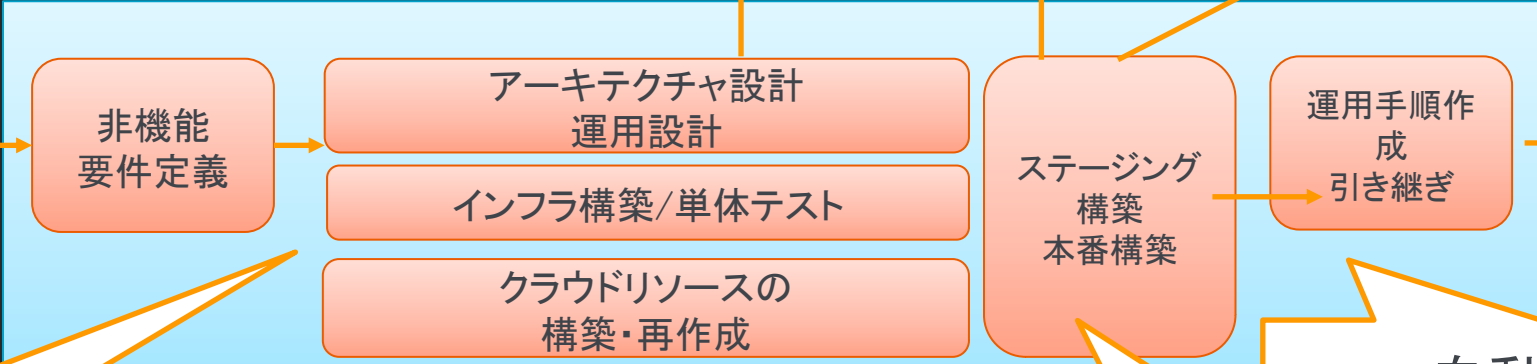 非機能
要件定義
アーキテクチャ設計
運用設計
インフラ構築/単体テスト
クラウドリソースの
構築・再作成
ステージング
構築
本番構築
運用手順作
成
引き継ぎ